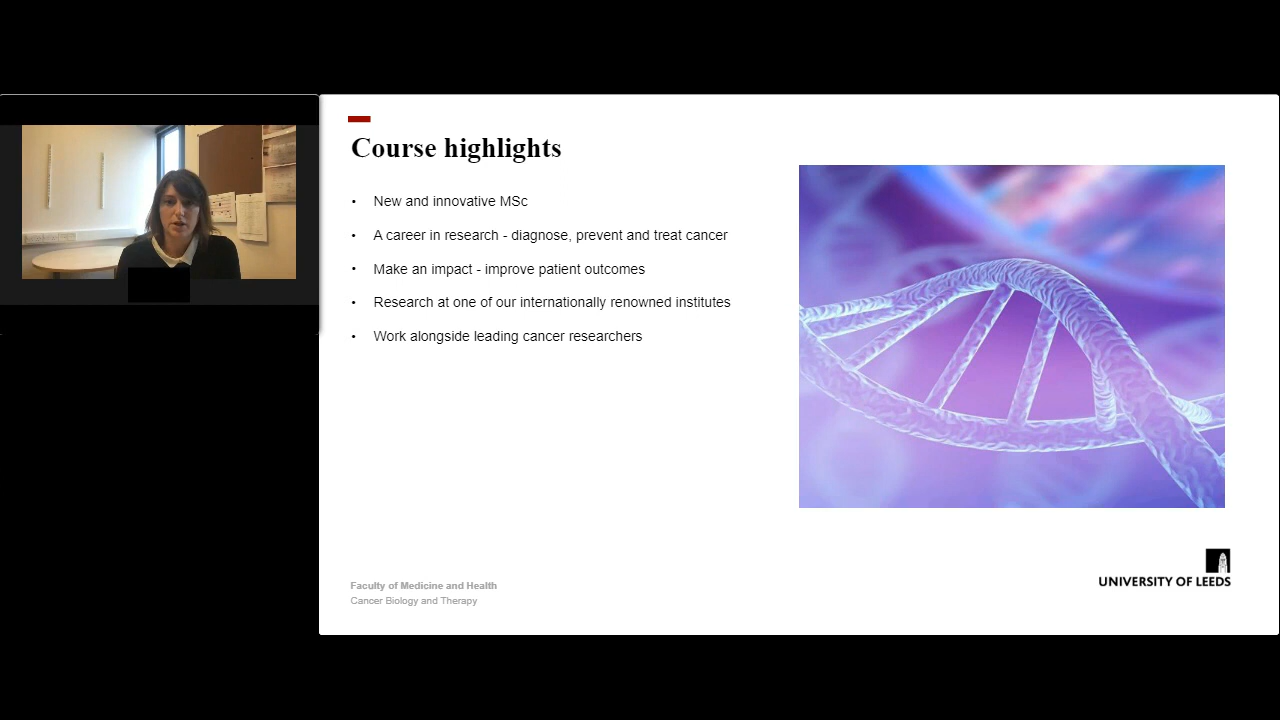 Course highlights
• New and innovative MSc
• A career in research - diagnose, prevent and treat cancer
• Make an impact - improve patient outcomes
• Research at one of our internationally renowned institutes
• Work alongside leading cancer researchers
Faculty of Medicine and Health
Cancer Biology and Therapy
UNIVERSITY OF LEEDS